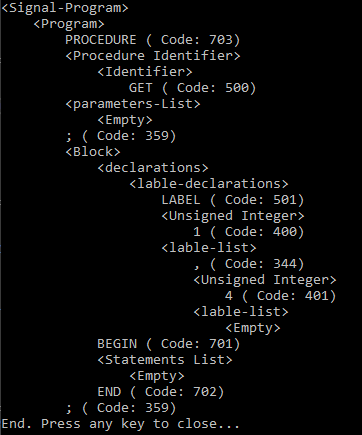 <Signal-Program>
<Program>
PROCEDURE ( Code: 703)
<Procedure Identifier>
<Identifier>
GET ( Code: 500)
<parameters-List>
<Empty>
; ( Code: 359)
<Block>
<declarations>
<lable-declarations>
LABEL ( Code: 501)
<Unsigned Integer>
1 ( Code: 400)
<lable-list>
, ( Code: 344)
<Unsigned Integer>
4 ( Code: 401)
<lable-list>
<Empty>
BEGIN ( Code: 701)
<Statements List>
<Empty>
END ( Code: 702)
; ( Code: 359)
End. Press any key to close...